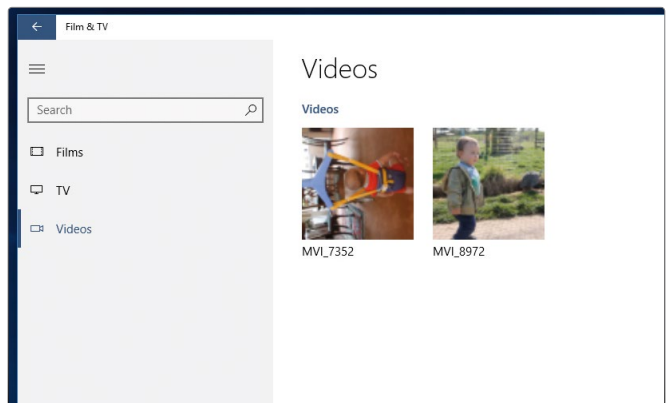 Film & TV
Search
Films
TV
Videos
Videos
Videos
MVI_7352
MVI_8972